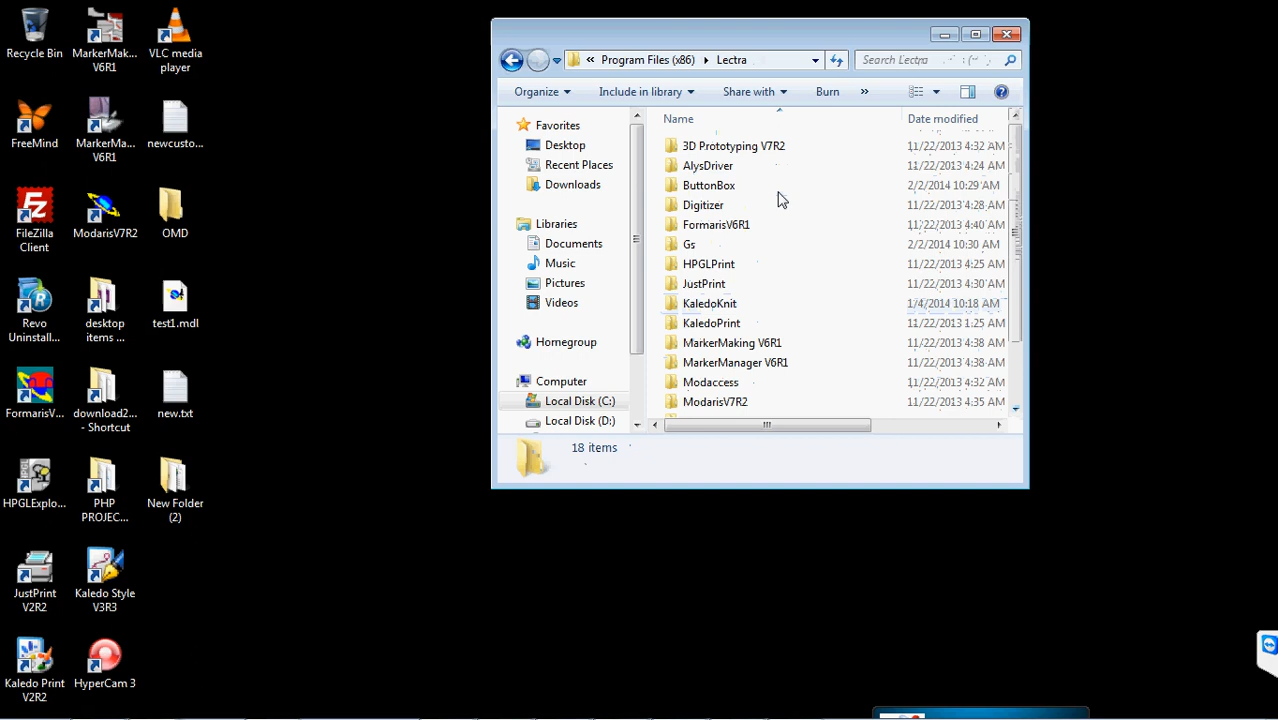 Recycle Bin
MarkerMak...
V6R1
VLC media
player
FreeMind
MarkerMa...
V6R1
newcusto...
FileZilla
Client
ModarisV7R2
OMD
Revo
Uninstall...
desktop
items ...
test1.mdl
FormarisV...
download2...
- Shortcut
new.txt
HPGLExplo...
PHP
PROJEC...
New Folder
(2)
JustPrint
V2R2
Kaledo Style
V3R3
Kaledo Print
V2R2
HyperCam 3
« Program Files (x86) Lectra
Search Lectra
Organize Include in library Share with Burn »
Favorites
Desktop
Recent Places
Downloads
Libraries
Documents
Music
Pictures
Videos
Homegroup
Computer
Local Disk (C:)
Local Disk (D:)
Name Date modified
3D Prototyping V7R2 11/22/2013 4:32 AM
AlysDriver 11/22/2013 4:24 AM
ButtonBox 2/2/2014 10:29 AM
Digitizer 11/22/2013 4:28 AM
FormarisV6R1 11/22/2013 4:40 AM
Gs 2/2/2014 10:30 AM
HPGLPrint 11/22/2013 4:25 AM
JustPrint 11/22/2013 4:30 AM
KaledoKnit 1/4/2014 10:18 AM
KaledoPrint 11/22/2013 1:25 AM
MarkerMaking V6R1 11/22/2013 4:38 AM
MarkerManager V6R1 11/22/2013 4:38 AM
Modaccess 11/22/2013 4:32 AM
ModarisV7R2 11/22/2013 4:35 AM
18 items